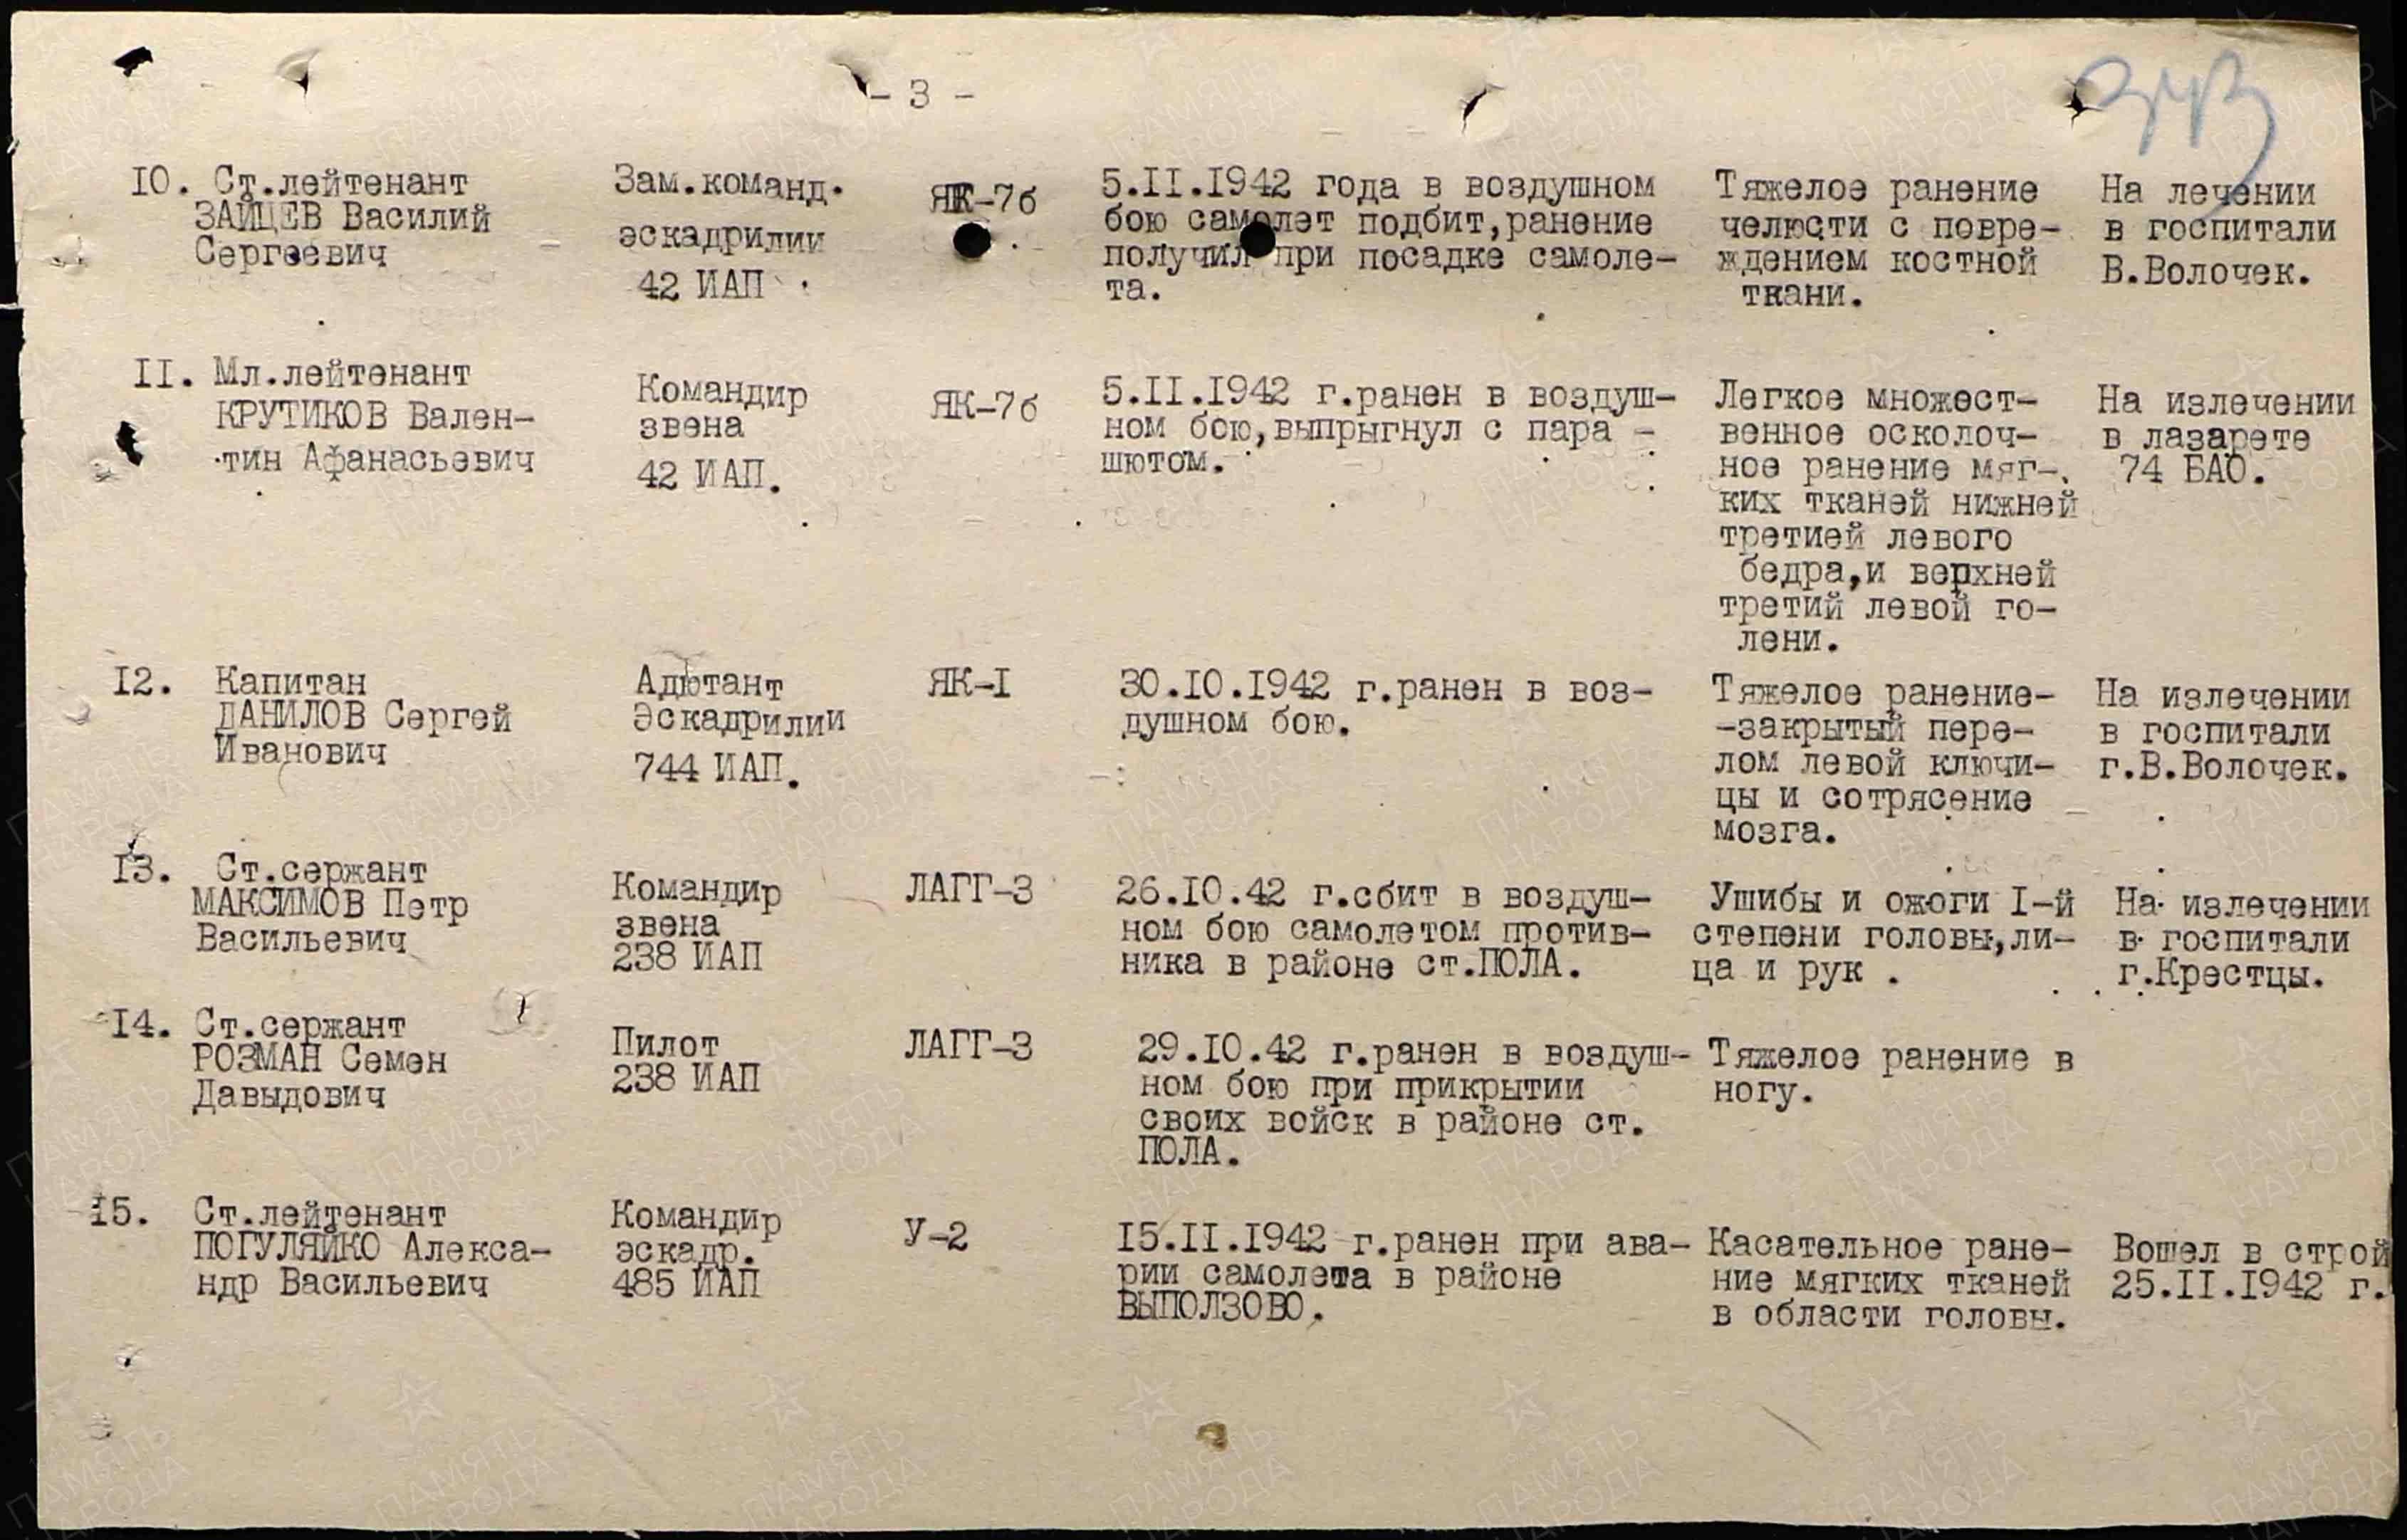 - 3 -
343
10. Ст.лейтенант
ЗАЙЦЕВ Василий
Сергеевич
Зам.команд.
эскадрилии
42 ИАП
ЯК-7б
5.II.1942 года в воздушном
бою самолет подбит,ранение
получил при посадке самоле-
та.
Тяжелое ранение
челюсти с повре-
ждением костной
ткани.
На лечении
в госпитали
В.Волочек.
II. Мл.лейтенант
КРУТИКОВ Вален-
тин Афанасьевич
Командир
звена
42 ИАП.
ЯК-7б
5.II.1942 г.ранен в воздуш-
ном бою,выпрыгнул с пара -
шютом.
Легкое множест-
венное осколоч-
ное ранение мяг-
ких тканей нижней
третией левого
бедра,и верхней
третий левой го-
лени.
На излечении
в лазарете
74 БАО.
I2. Капитан
ДАНИЛОВ Сергей
Иванович
Адютант
Эскадрилии
744 ИАП.
ЯК-I
30.I0.I942 г.ранен в воз-
душном бою.
Тяжелое ранение-
-закрытый пере-
лом левой ключи-
цы и сотрясение
мозга.
На излечении
в госпитали
г.В.Волочек.
I3. Ст.сержант
МАКСИМОВ Петр
Васильевич
Командир
звена
238 ИАП
ЛАГГ-3
26.I0.42 г.сбит в воздуш-
ном бою самолетом против-
ника в районе ст.ПОЛА.
Ушибы и ожоги I-й
степени головы,ли-
ца и рук .
На излечении
в госпитали
г.Крестцы.
I4. Ст.сержант
РОЗМАН Семен
Давыдович
Пилот
238 ИАП
ЛАГГ-3
29.I0.42 г.ранен в воздуш-
ном бою при прикрытии
своих войск в районе ст.
ПОЛА.
Тяжелое ранение в
ногу.
I5. Ст.лейтенант
ПОГУЛЯЙКО Алекса-
ндр Васильевич
Командир
эскадр.
485 ИАП
У-2
I5.II.I942 г.ранен при ава-
рии самолета в районе
ВЫПОЛЗОВО.
Касательное ране-
ние мягких тканей
в области головы.
Вошел в строй
25.II.I942 г.